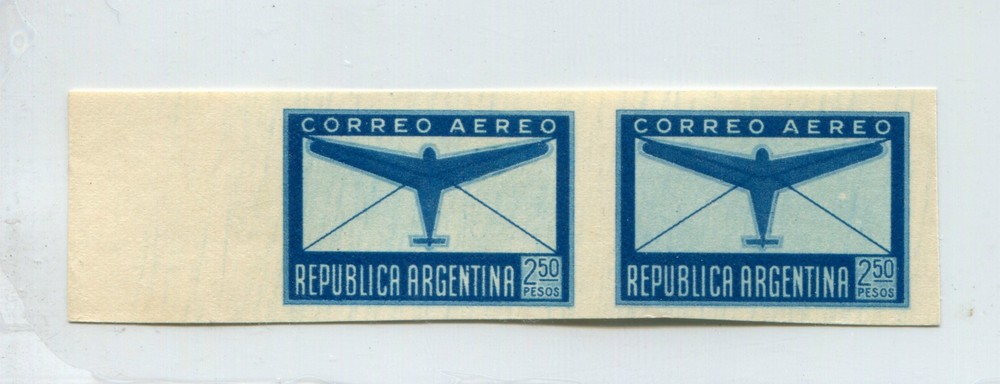 CORREO AEREO
REPUBLICA ARGENTINA 2 50 PESOS
CORREO AEREO
REPUBLICA ARGENTINA 2 50 PESOS